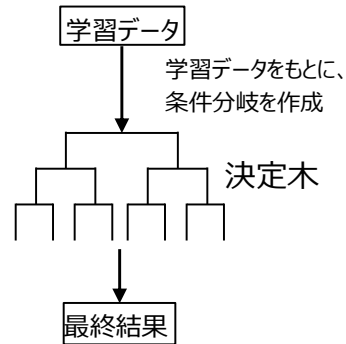 学習データ
学習データをもとに、
条件分岐を作成
決定木
最終結果